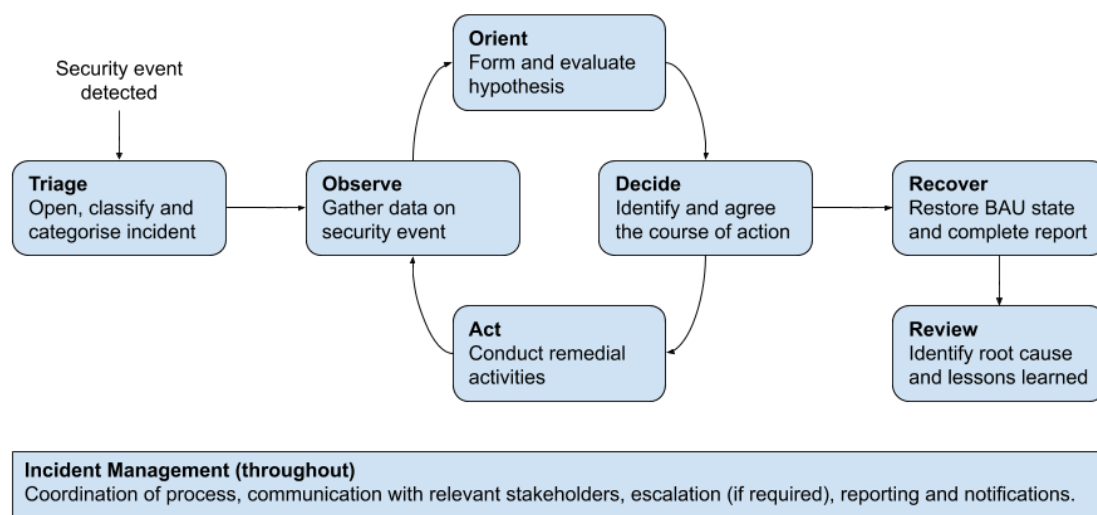 Security event
detected
Triage
Open, classify and
categorise incident
Observe
Gather data on
security event
Orient
Form and evaluate
hypothesis
Decide
Identify and agree
the course of action
Act
Conduct remedial
activities
Recover
Restore BAU state
and complete report
Review
Identify root cause
and lessons learned
Incident Management (throughout)
Coordination of process, communication with relevant stakeholders, escalation (if required), reporting and notifications.